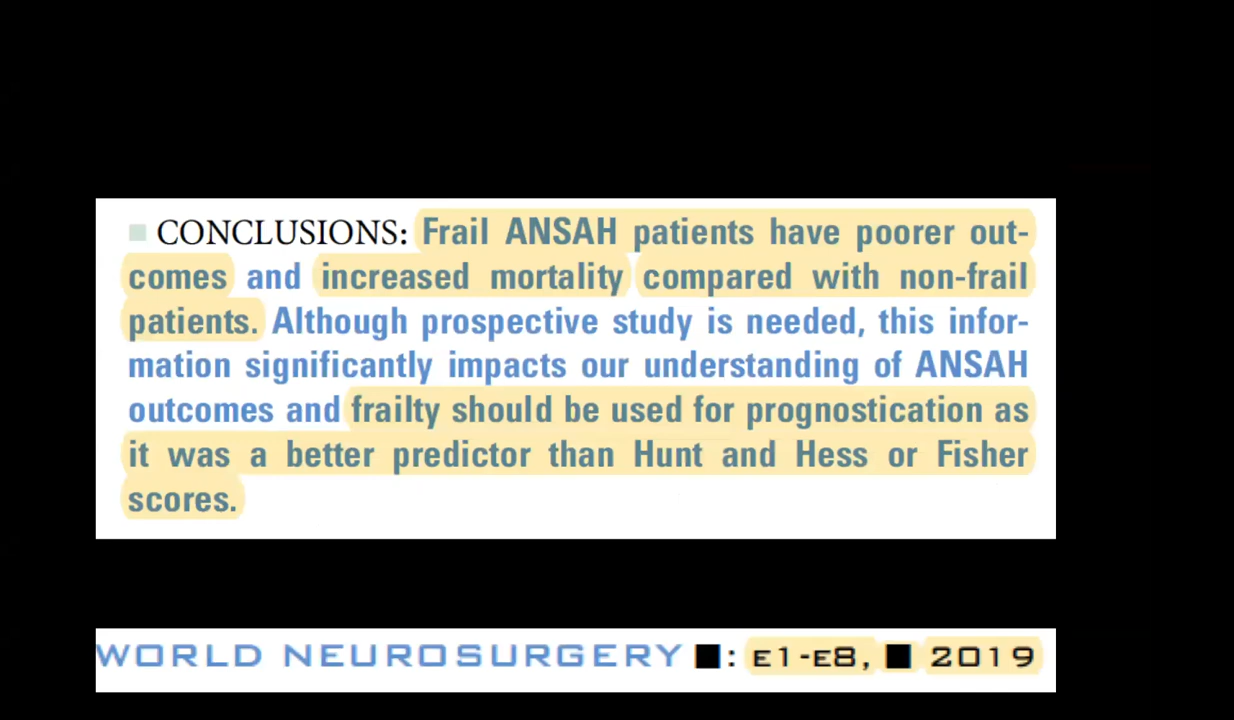 CONCLUSIONS: Frail ANSAH patients have poorer out-
comes and increased mortality compared with non-frail
patients. Although prospective study is needed, this infor-
mation significantly impacts our understanding of ANSAH
outcomes and frailty should be used for prognostication as
it was a better predictor than Hunt and Hess or Fisher
scores.
WORLD NEUROSURGERY ■: E1-E8, ■ 2019